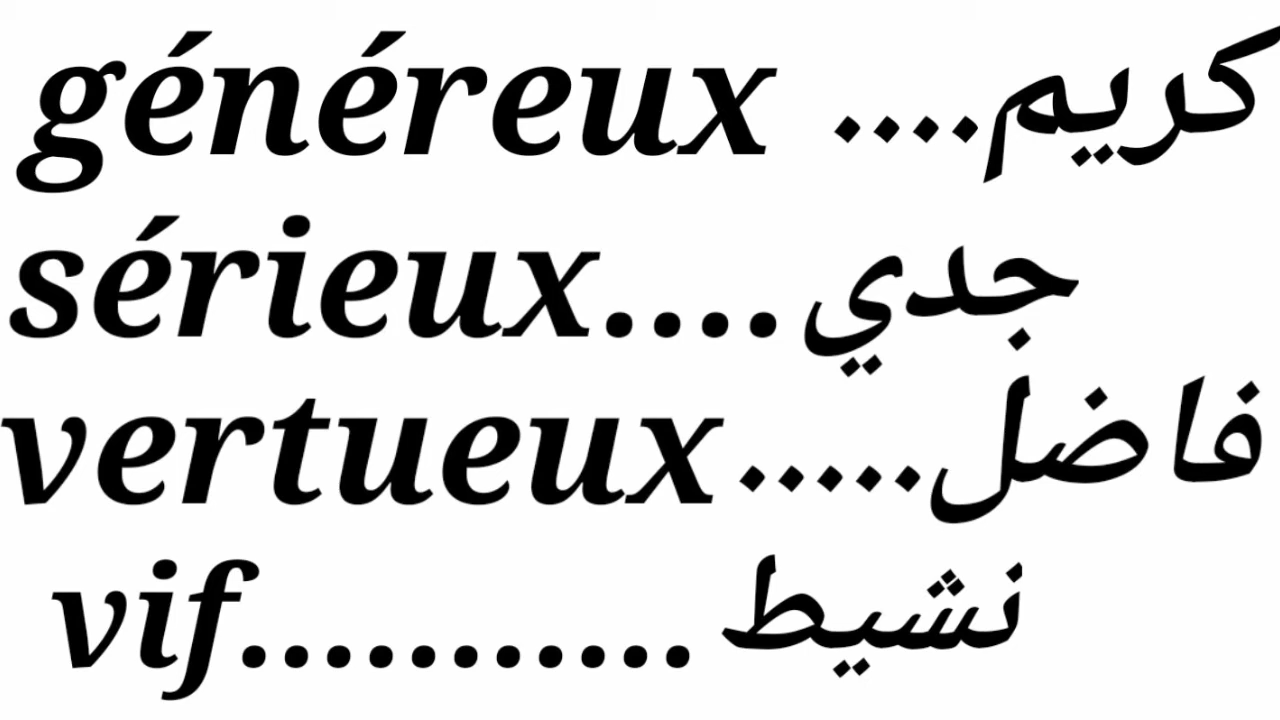 généreux ....كريم
sérieux....جدي
vertueux.....فاضل
vif...........نشيط